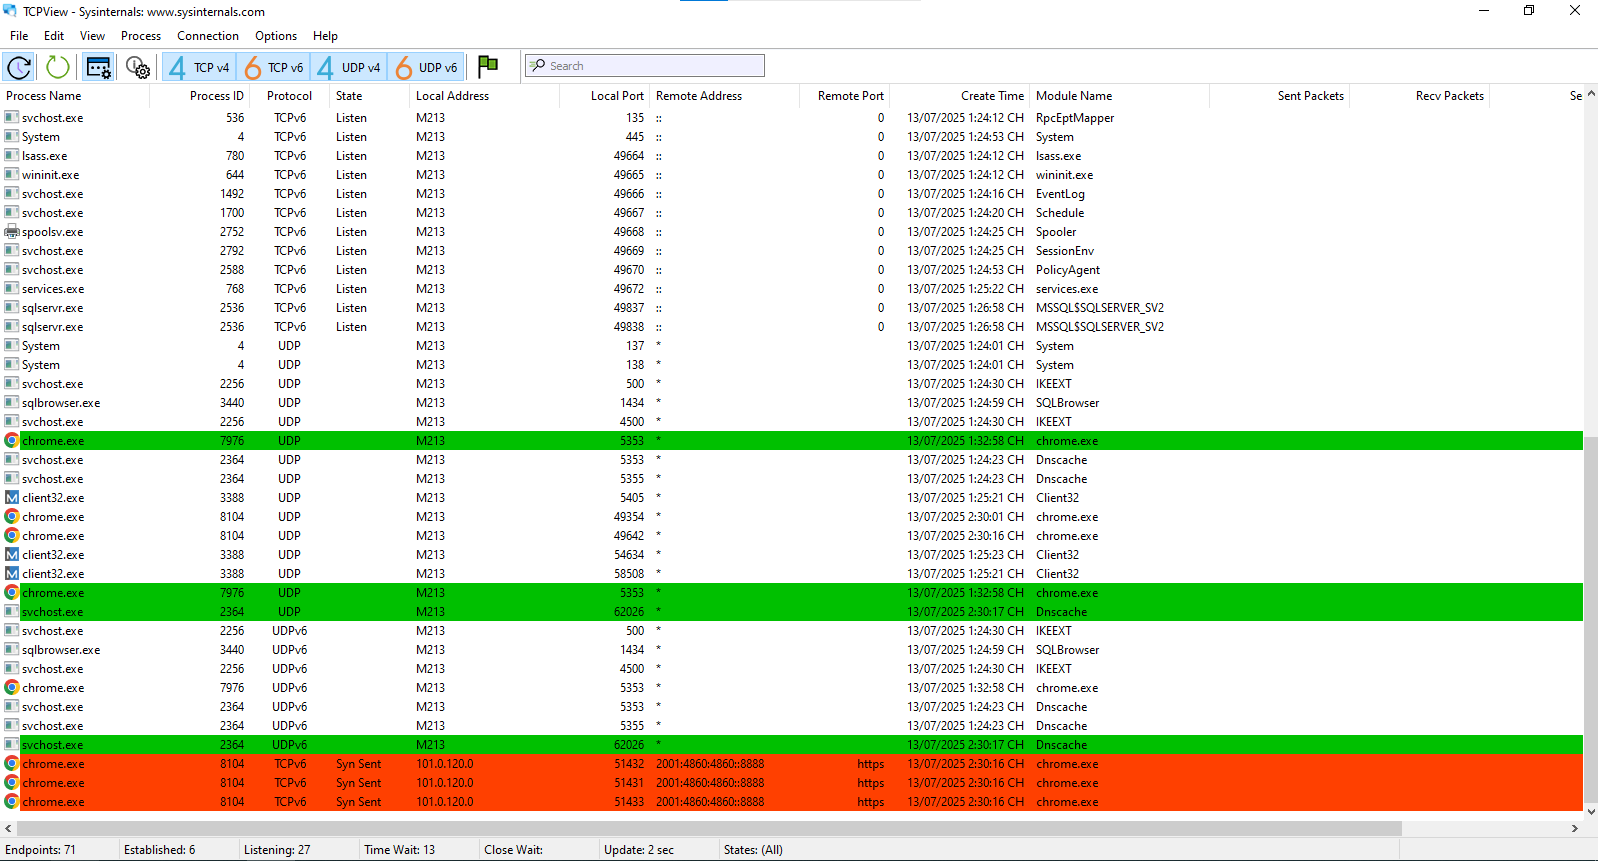 TCPView - Sysinternals: www.sysinternals.com
File Edit View Process Connection Options Help
4 TCP v4 6 TCP v6 4 UDP v4 6 UDP v6 Search
Process Name Process ID Protocol State Local Address Local Port Remote Address Remote Port Create Time Module Name Sent Packets Recv Packets Se
svchost.exe 536 TCPv6 Listen M213 135 :: 0 13/07/2025 1:24:12 CH RpcEptMapper
System 4 TCPv6 Listen M213 445 :: 0 13/07/2025 1:24:53 CH System
lsass.exe 780 TCPv6 Listen M213 49664 :: 0 13/07/2025 1:24:12 CH lsass.exe
wininit.exe 644 TCPv6 Listen M213 49665 :: 0 13/07/2025 1:24:12 CH wininit.exe
svchost.exe 1492 TCPv6 Listen M213 49666 :: 0 13/07/2025 1:24:16 CH EventLog
svchost.exe 1700 TCPv6 Listen M213 49667 :: 0 13/07/2025 1:24:20 CH Schedule
spoolsv.exe 2752 TCPv6 Listen M213 49668 :: 0 13/07/2025 1:24:25 CH Spooler
svchost.exe 2792 TCPv6 Listen M213 49669 :: 0 13/07/2025 1:24:25 CH SessionEnv
svchost.exe 2588 TCPv6 Listen M213 49670 :: 0 13/07/2025 1:24:53 CH PolicyAgent
services.exe 768 TCPv6 Listen M213 49672 :: 0 13/07/2025 1:25:22 CH services.exe
sqlservr.exe 2536 TCPv6 Listen M213 49837 :: 0 13/07/2025 1:26:58 CH MSSQL$SQLSERVER_SV2
sqlservr.exe 2536 TCPv6 Listen M213 49838 :: 0 13/07/2025 1:26:58 CH MSSQL$SQLSERVER_SV2
System 4 UDP M213 137 * 13/07/2025 1:24:01 CH System
System 4 UDP M213 138 * 13/07/2025 1:24:01 CH System
svchost.exe 2256 UDP M213 500 * 13/07/2025 1:24:30 CH IKEEXT
sqlbrowser.exe 3440 UDP M213 1434 * 13/07/2025 1:24:59 CH SQLBrowser
svchost.exe 2256 UDP M213 4500 * 13/07/2025 1:24:30 CH IKEEXT
chrome.exe 7976 UDP M213 5353 * 13/07/2025 1:32:58 CH chrome.exe
svchost.exe 2364 UDP M213 5353 * 13/07/2025 1:24:23 CH Dnscache
svchost.exe 2364 UDP M213 5355 * 13/07/2025 1:24:23 CH Dnscache
client32.exe 3388 UDP M213 5405 * 13/07/2025 1:25:21 CH Client32
chrome.exe 8104 UDP M213 49354 * 13/07/2025 2:30:01 CH chrome.exe
chrome.exe 8104 UDP M213 49642 * 13/07/2025 2:30:16 CH chrome.exe
client32.exe 3388 UDP M213 54634 * 13/07/2025 1:25:23 CH Client32
client32.exe 3388 UDP M213 58508 * 13/07/2025 1:25:21 CH Client32
chrome.exe 7976 UDP M213 5353 * 13/07/2025 1:32:58 CH chrome.exe
svchost.exe 2364 UDP M213 62026 * 13/07/2025 2:30:17 CH Dnscache
svchost.exe 2256 UDPv6 M213 500 * 13/07/2025 1:24:30 CH IKEEXT
sqlbrowser.exe 3440 UDPv6 M213 1434 * 13/07/2025 1:24:59 CH SQLBrowser
svchost.exe 2256 UDPv6 M213 4500 * 13/07/2025 1:24:30 CH IKEEXT
chrome.exe 7976 UDPv6 M213 5353 * 13/07/2025 1:32:58 CH chrome.exe
svchost.exe 2364 UDPv6 M213 5353 * 13/07/2025 1:24:23 CH Dnscache
svchost.exe 2364 UDPv6 M213 5355 * 13/07/2025 1:24:23 CH Dnscache
svchost.exe 2364 UDPv6 M213 62026 * 13/07/2025 2:30:17 CH Dnscache
chrome.exe 8104 TCPv6 Syn Sent 101.0.120.0 51432 2001:4860:4860::8888 https 13/07/2025 2:30:16 CH chrome.exe
chrome.exe 8104 TCPv6 Syn Sent 101.0.120.0 51431 2001:4860:4860::8888 https 13/07/2025 2:30:16 CH chrome.exe
chrome.exe 8104 TCPv6 Syn Sent 101.0.120.0 51433 2001:4860:4860::8888 https 13/07/2025 2:30:16 CH chrome.exe
Endpoints: 71 Established: 6 Listening: 27 Time Wait: 13 Close Wait: Update: 2 sec States: (All)